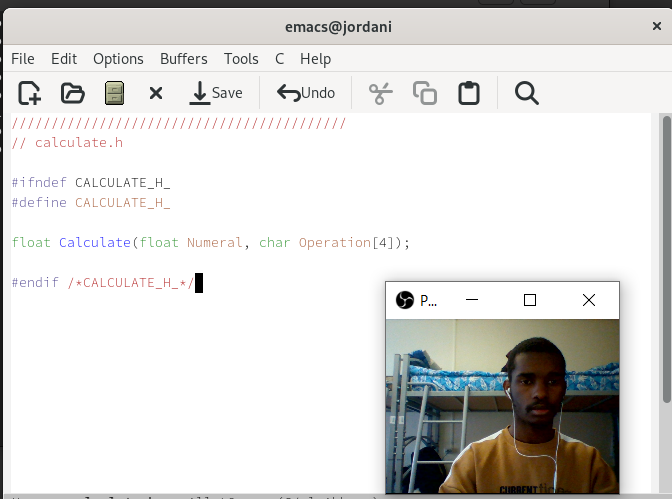 emacs@jordani
File Edit Options Buffers Tools C Help
Save Undo
////////////////////////////////////////////
// calculate.h
#ifndef CALCULATE_H_
#define CALCULATE_H_
float Calculate(float Numeral, char Operation[4]);
#endif /*CALCULATE_H_*/
P...
CURRENT